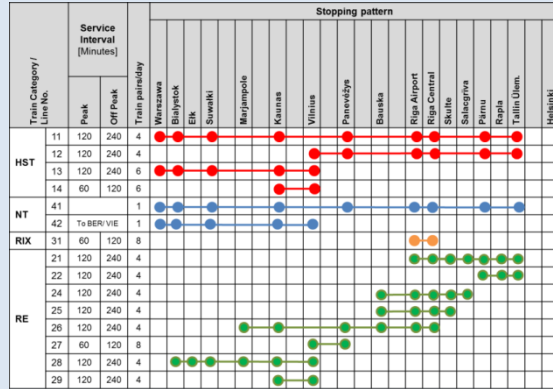 Stopping pattern
Service Interval [Minutes]
Train Category / Line No.
Peak
Off Peak
Train pairs/day
Warszawa
Bialystok
Ełk
Suwałki
Marjampole
Kaunas
Vilnius
Panevėžys
Bauska
Riga Airport
Riga Central
Skulte
Salacgriva
Pärnu
Rapla
Tallin Ülem.
Helsinki
HST
11 120 240 4
12 120 240 4
13 120 240 6
14 60 120 6
NT
41 1
42 To BER/ VIE 1
RIX 31 60 120 8
RE
21 120 240 4
22 120 240 4
24 120 240 4
25 120 240 4
26 120 240 4
27 60 120 8
28 120 240 4
29 120 240 4